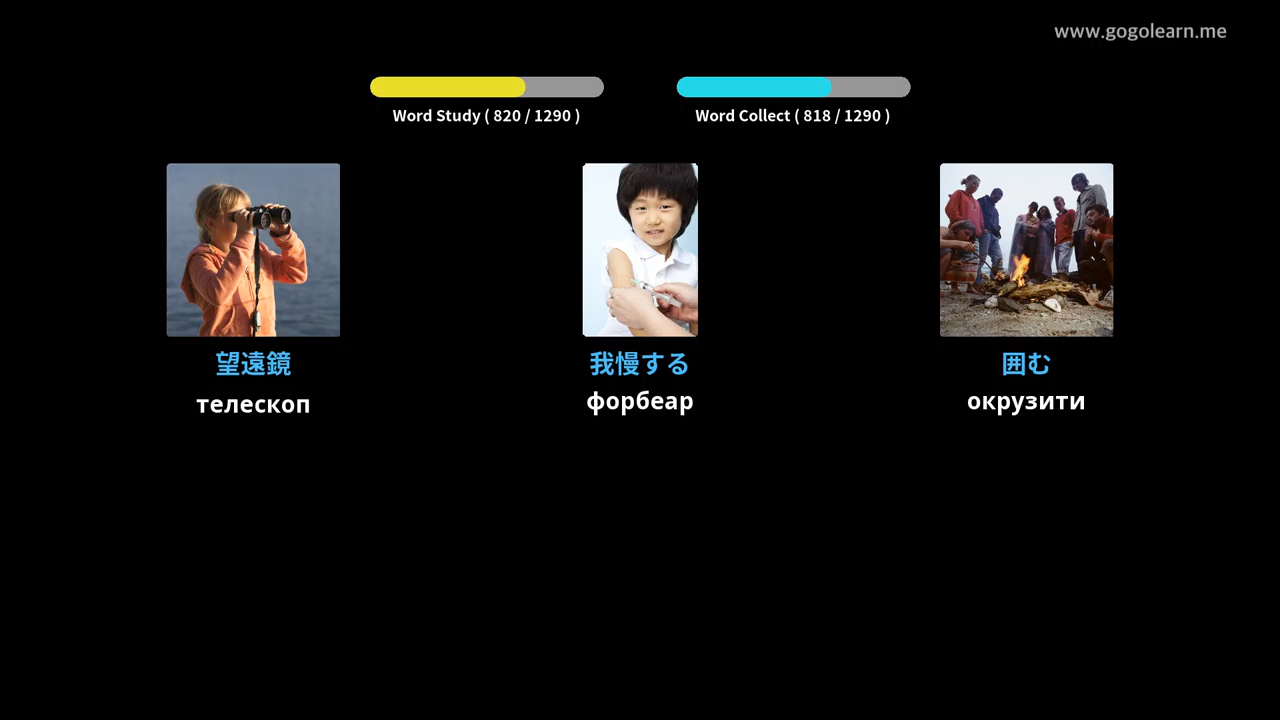 www.gogolearn.me
Word Study ( 820 / 1290 )
Word Collect ( 818 / 1290 )
望遠鏡
我慢する
囲む
телескоп
форбеар
окрузити